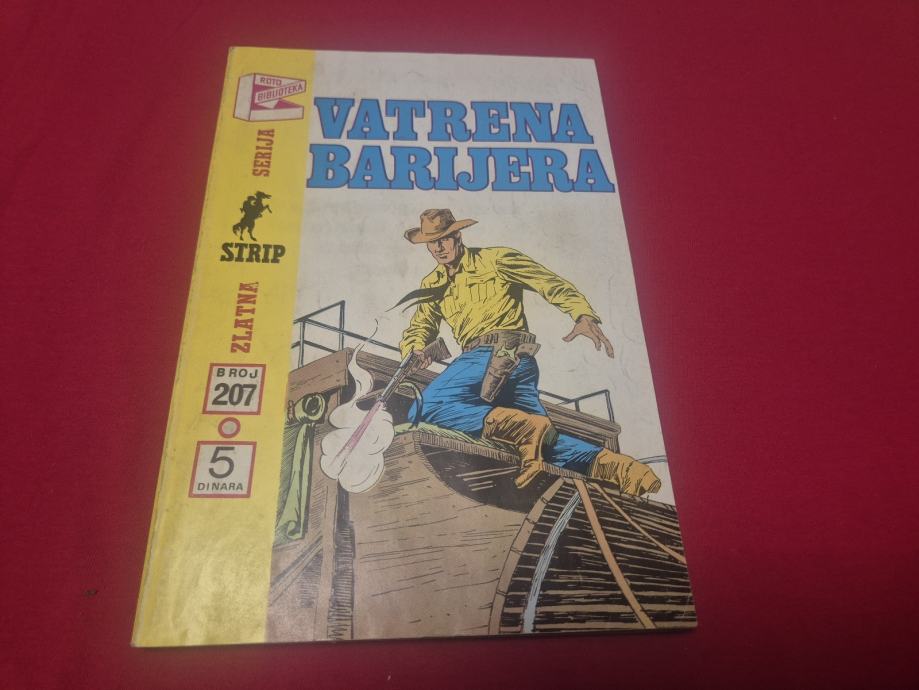 ROTO
BIBLIOTEKA
VATRENA
BARIJERA
ZLATNA
STRIP
SERIJA
BROJ
207
5
DINARA